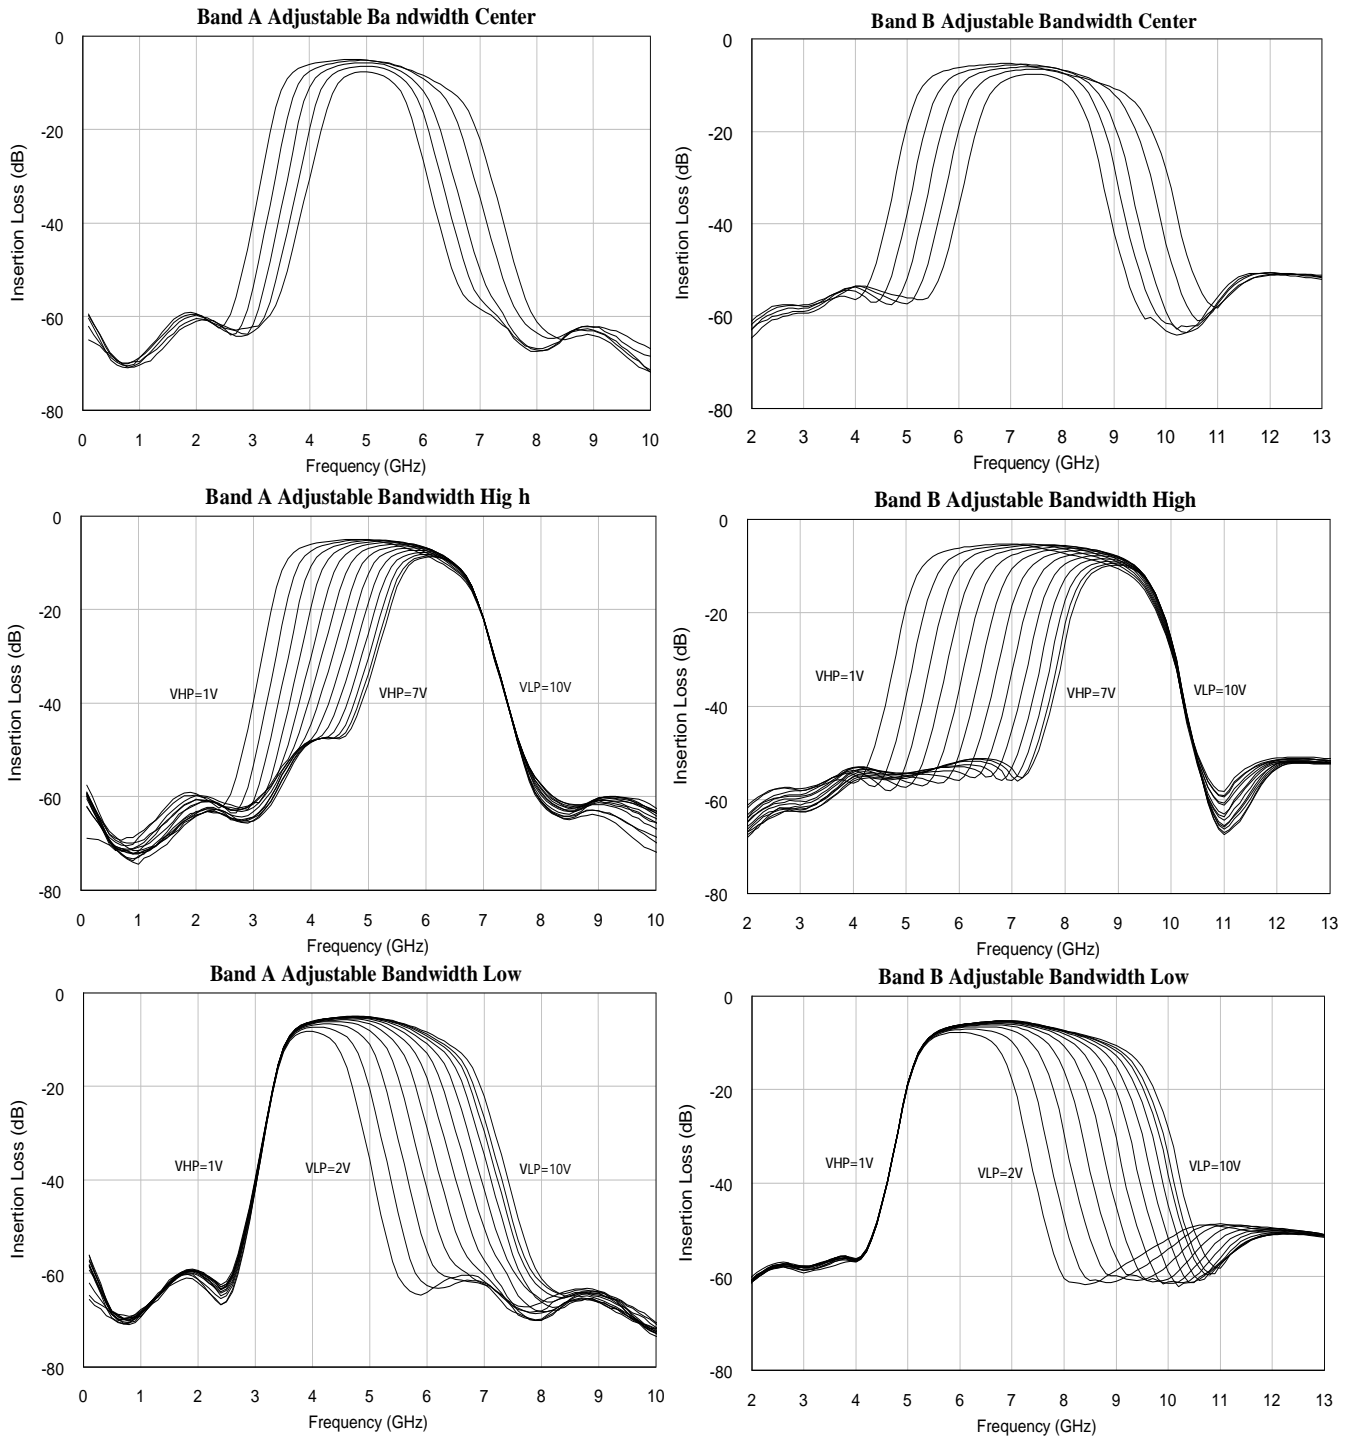 Band A Adjustable Ba ndwidth Center
0
-20
-40
-60
-80
Insertion Loss (dB)
0 1 2 3 4 5 6 7 8 9 10
Frequency (GHz)
Band B Adjustable Bandwidth Center
0
-20
-40
-60
-80
Insertion Loss (dB)
2 3 4 5 6 7 8 9 10 11 12 13
Frequency (GHz)
Band A Adjustable Bandwidth Hig h
0
-20
-40
-60
-80
Insertion Loss (dB)
VHP=1V
VHP=7V
VLP=10V
0 1 2 3 4 5 6 7 8 9 10
Frequency (GHz)
Band B Adjustable Bandwidth High
0
-20
-40
-60
-80
Insertion Loss (dB)
VHP=1V
VHP=7V
VLP=10V
2 3 4 5 6 7 8 9 10 11 12 13
Frequency (GHz)
Band A Adjustable Bandwidth Low
0
-20
-40
-60
-80
Insertion Loss (dB)
VHP=1V
VLP=2V
VLP=10V
0 1 2 3 4 5 6 7 8 9 10
Frequency (GHz)
Band B Adjustable Bandwidth Low
0
-20
-40
-60
-80
Insertion Loss (dB)
VHP=1V
VLP=2V
VLP=10V
2 3 4 5 6 7 8 9 10 11 12 13
Frequency (GHz)